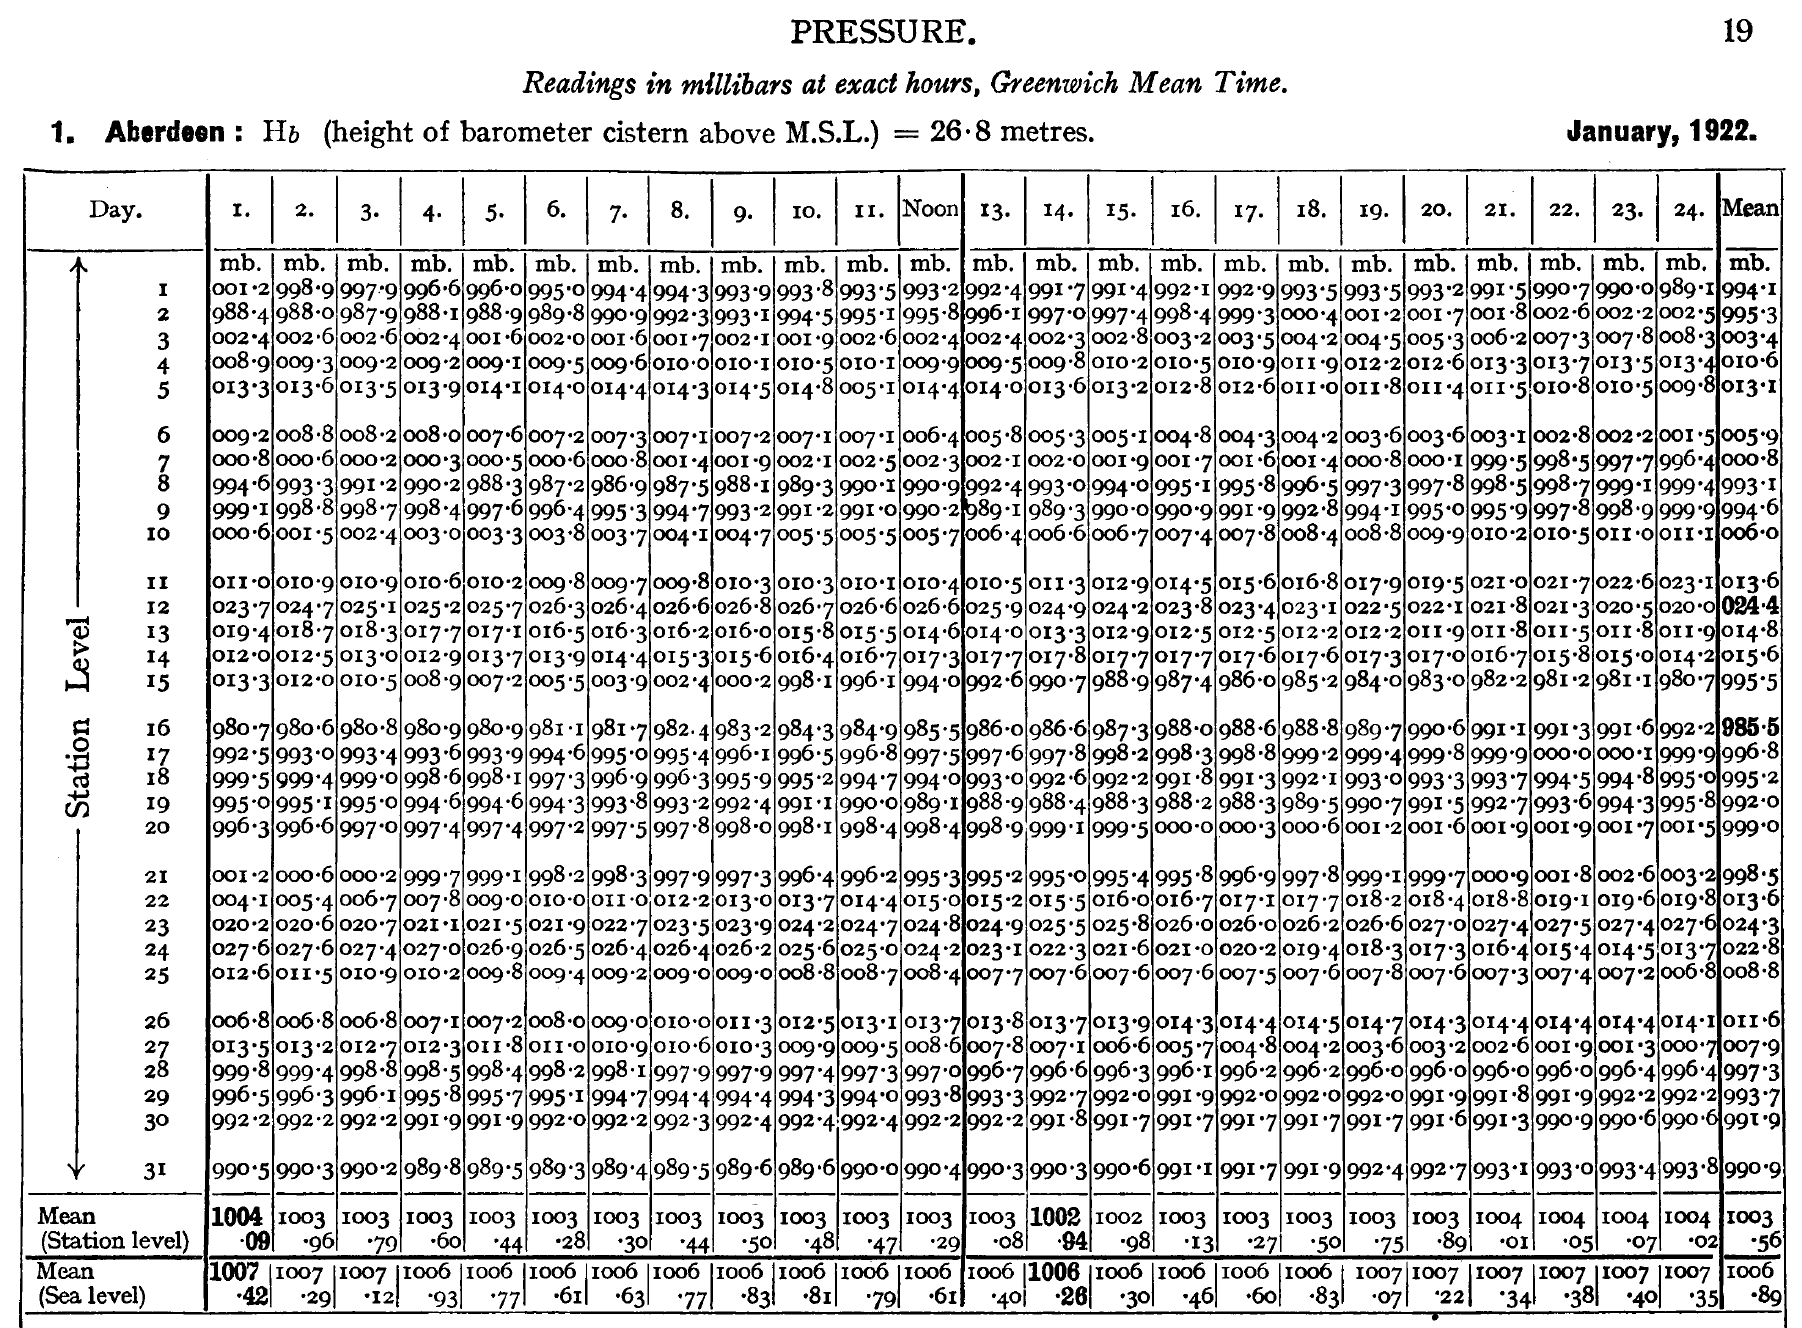 PRESSURE. 19
Readings in millibars at exact hours, Greenwich Mean Time.
1. Aberdeen : Hb (height of barometer cistern above M.S.L.) = 26·8 metres. January, 1922.
Day. 1. 2. 3. 4. 5. 6. 7. 8. 9. 10. 11. Noon 13. 14. 15. 16. 17. 18. 19. 20. 21. 22. 23. 24. Mean
mb. mb. mb. mb. mb. mb. mb. mb. mb. mb. mb. mb. mb. mb. mb. mb. mb. mb. mb. mb. mb. mb. mb. mb. mb.
1 001·2 998·9 997·9 996·6 996·0 995·0 994·4 994·3 993·9 993·8 993·5 993·2 992·4 991·7 991·4 992·1 992·9 993·5 993·5 993·2 991·5 990·7 990·0 989·1 994·1
2 988·4 988·0 987·9 988·1 988·9 989·8 990·9 992·3 993·1 994·5 995·1 995·8 996·1 997·0 997·4 998·4 999·3 000·4 001·2 001·7 001·8 002·6 002·2 002·5 995·3
3 002·4 002·6 002·6 002·4 001·6 002·0 001·6 001·7 002·1 001·9 002·6 002·4 002·4 002·3 002·8 003·2 003·5 004·2 004·5 005·3 006·2 007·3 007·8 008·3 003·4
4 008·9 009·3 009·2 009·2 009·1 009·5 009·6 010·0 010·1 010·5 010·1 009·9 009·5 009·8 010·2 010·5 010·9 011·9 012·2 012·6 013·3 013·7 013·5 013·4 010·6
5 013·3 013·6 013·5 013·9 014·1 014·0 014·4 014·3 014·5 014·8 005·1 014·4 014·0 013·6 013·2 012·8 012·6 011·0 011·8 011·4 011·5 010·8 010·5 009·8 013·1
6 009·2 008·8 008·2 008·0 007·6 007·2 007·3 007·1 007·2 007·1 007·1 006·4 005·8 005·3 005·1 004·8 004·3 004·2 003·6 003·6 003·1 002·8 002·2 001·5 005·9
7 000·8 000·6 000·2 000·3 000·5 000·6 000·8 001·4 001·9 002·1 002·5 002·3 002·1 002·0 001·9 001·7 001·6 001·4 000·8 000·1 999·5 998·5 997·7 996·4 000·8
8 994·6 993·3 991·2 990·2 988·3 987·2 986·9 987·5 988·1 989·3 990·1 990·9 992·4 993·0 994·0 995·1 995·8 996·5 997·3 997·8 998·5 998·7 999·1 999·4 993·1
9 999·1 998·8 998·7 998·4 997·6 996·4 995·3 994·7 993·2 991·2 991·0 990·2 989·1 989·3 990·0 990·9 991·9 992·8 994·1 995·0 995·9 997·8 998·9 999·9 994·6
10 000·6 001·5 002·4 003·0 003·3 003·8 003·7 004·1 004·7 005·5 005·5 005·7 006·4 006·6 006·7 007·4 007·8 008·4 008·8 009·9 010·2 010·5 011·0 011·1 006·0
11 011·0 010·9 010·9 010·6 010·2 009·8 009·7 009·8 010·3 010·3 010·1 010·4 010·5 011·3 012·9 014·5 015·6 016·8 017·9 019·5 021·0 021·7 022·6 023·1 013·6
12 023·7 024·7 025·1 025·2 025·7 026·3 026·4 026·6 026·8 026·7 026·6 026·6 025·9 024·9 024·2 023·8 023·4 023·1 022·5 022·1 021·8 021·3 020·5 020·0 024·4
13 019·4 018·7 018·3 017·7 017·1 016·5 016·3 016·2 016·0 015·8 015·5 014·6 014·0 013·3 012·9 012·5 012·5 012·2 012·2 011·9 011·8 011·5 011·8 011·9 014·8
14 012·0 012·5 013·0 012·9 013·7 013·9 014·4 015·3 015·6 016·4 016·7 017·3 017·7 017·8 017·7 017·7 017·6 017·6 017·3 017·0 016·7 015·8 015·0 014·2 015·6
15 013·3 012·0 010·5 008·9 007·2 005·5 003·9 002·4 000·2 998·1 996·1 994·0 992·6 990·7 988·9 987·4 986·0 985·2 984·0 983·0 982·2 981·2 981·1 980·7 995·5
16 980·7 980·6 980·8 980·9 980·9 981·1 981·7 982·4 983·2 984·3 984·9 985·5 986·0 986·6 987·3 988·0 988·6 988·8 989·7 990·6 991·1 991·3 991·6 992·2 985·5
17 992·5 993·0 993·4 993·6 993·9 994·6 995·0 995·4 996·1 996·5 996·8 997·5 997·6 997·8 998·2 998·3 998·8 999·2 999·4 999·8 999·9 000·0 000·1 999·9 996·8
18 999·5 999·4 999·0 998·6 998·1 997·3 996·9 996·3 995·9 995·2 994·7 994·0 993·0 992·6 992·2 991·8 991·3 992·1 993·0 993·3 993·7 994·5 994·8 995·0 995·2
19 995·0 995·1 995·0 994·6 994·6 994·3 993·8 993·2 992·4 991·1 990·0 989·1 988·9 988·4 988·3 988·2 988·3 989·5 990·7 991·5 992·7 993·6 994·3 995·8 992·0
20 996·3 996·6 997·0 997·4 997·4 997·2 997·5 997·8 998·0 998·1 998·4 998·4 998·9 999·1 999·5 000·0 000·3 000·6 001·2 001·6 001·9 001·9 001·7 001·5 999·0
21 001·2 000·6 000·2 999·7 999·1 998·2 998·3 997·9 997·3 996·4 996·2 995·3 995·2 995·0 995·4 995·8 996·9 997·8 999·1 999·7 000·9 001·8 002·6 003·2 998·5
22 004·1 005·4 006·7 007·8 009·0 010·0 011·0 012·2 013·0 013·7 014·4 015·0 015·2 015·5 016·0 016·7 017·1 017·7 018·2 018·4 018·8 019·1 019·6 019·8 013·6
23 020·2 020·6 020·7 021·1 021·5 021·9 022·7 023·5 023·9 024·2 024·7 024·8 024·9 025·5 025·8 026·0 026·0 026·2 026·6 027·0 027·4 027·5 027·4 027·6 024·3
24 027·6 027·6 027·4 027·0 026·9 026·5 026·4 026·4 026·2 025·6 025·0 024·2 023·1 022·3 021·6 021·0 020·2 019·4 018·3 017·3 016·4 015·4 014·5 013·7 022·8
25 012·6 011·5 010·9 010·2 009·8 009·4 009·2 009·0 009·0 008·8 008·7 008·4 007·7 007·6 007·6 007·6 007·5 007·6 007·8 007·6 007·3 007·4 007·2 006·8 008·8
26 006·8 006·8 006·8 007·1 007·2 008·0 009·0 010·0 011·3 012·5 013·1 013·7 013·8 013·7 013·9 014·3 014·4 014·5 014·7 014·3 014·4 014·4 014·4 014·1 011·6
27 013·5 013·2 012·7 012·3 011·8 011·0 010·9 010·6 010·3 009·9 009·5 008·6 007·8 007·1 006·6 005·7 004·8 004·2 003·6 003·2 002·6 001·9 001·3 000·7 007·9
28 999·8 999·4 998·8 998·5 998·4 998·2 998·1 997·9 997·9 997·4 997·3 997·0 996·7 996·6 996·3 996·1 996·2 996·2 996·0 996·0 996·0 996·0 996·4 996·4 997·3
29 996·5 996·3 996·1 995·8 995·7 995·1 994·7 994·4 994·4 994·3 994·0 993·8 993·3 992·7 992·0 991·9 992·0 992·0 992·0 991·9 991·8 991·9 992·2 992·2 993·7
30 992·2 992·2 992·2 991·9 991·9 992·0 992·2 992·3 992·4 992·4 992·4 992·2 992·2 991·8 991·7 991·7 991·7 991·7 991·7 991·6 991·3 990·9 990·6 990·6 991·9
31 990·5 990·3 990·2 989·8 989·5 989·3 989·4 989·5 989·6 989·6 990·0 990·4 990·3 990·3 990·6 991·1 991·7 991·9 992·4 992·7 993·1 993·0 993·4 993·8 990·9
Station Level
Mean 1004 1003 1003 1003 1003 1003 1003 1003 1003 1003 1003 1003 1003 1002 1002 1003 1003 1003 1003 1003 1004 1004 1004 1004 1003
(Station level) ·09 ·96 ·79 ·60 ·44 ·28 ·30 ·44 ·50 ·48 ·47 ·29 ·08 ·94 ·98 ·13 ·27 ·50 ·75 ·89 ·01 ·05 ·07 ·02 ·56
Mean 1007 1007 1007 1006 1006 1006 1006 1006 1006 1006 1006 1006 1006 1006 1006 1006 1006 1006 1007 1007 1007 1007 1007 1007 1006
(Sea level) ·42 ·29 ·12 ·93 ·77 ·61 ·63 ·77 ·83 ·81 ·79 ·61 ·40 ·26 ·30 ·46 ·60 ·83 ·07 ·22 ·34 ·38 ·40 ·35 ·89